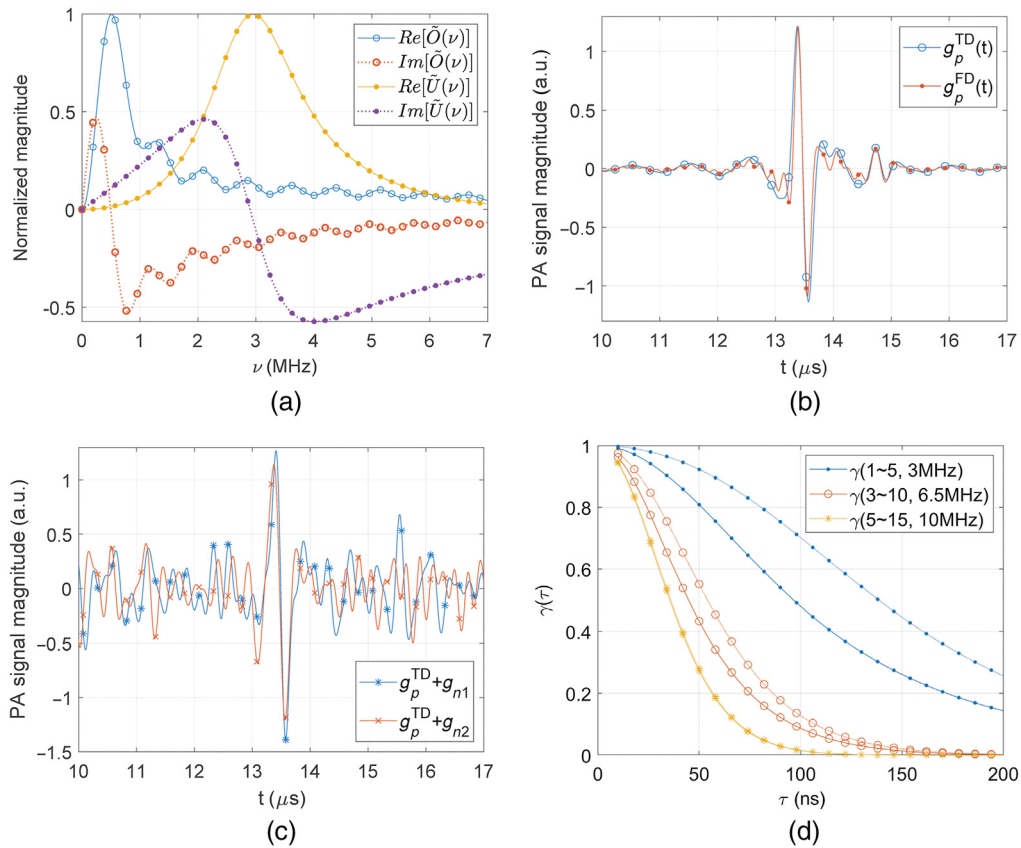 Normalized magnitude
1
0.5
0
-0.5
0 1 2 3 4 5 6 7
ν (MHz)
Re[Õ(ν)]
Im[Õ(ν)]
Re[Ũ(ν)]
Im[Ũ(ν)]
(a)
PA signal magnitude (a.u.)
1
0.5
0
-0.5
-1
10 11 12 13 14 15 16 17
t (μs)
g_p^TD(t)
g_p^FD(t)
(b)
PA signal magnitude (a.u.)
1
0.5
0
-0.5
-1
-1.5
10 11 12 13 14 15 16 17
t (μs)
g_p^TD+g_n1
g_p^TD+g_n2
(c)
γ(τ)
1
0.8
0.6
0.4
0.2
0
0 50 100 150 200
τ (ns)
γ(1~5, 3MHz)
γ(3~10, 6.5MHz)
γ(5~15, 10MHz)
(d)